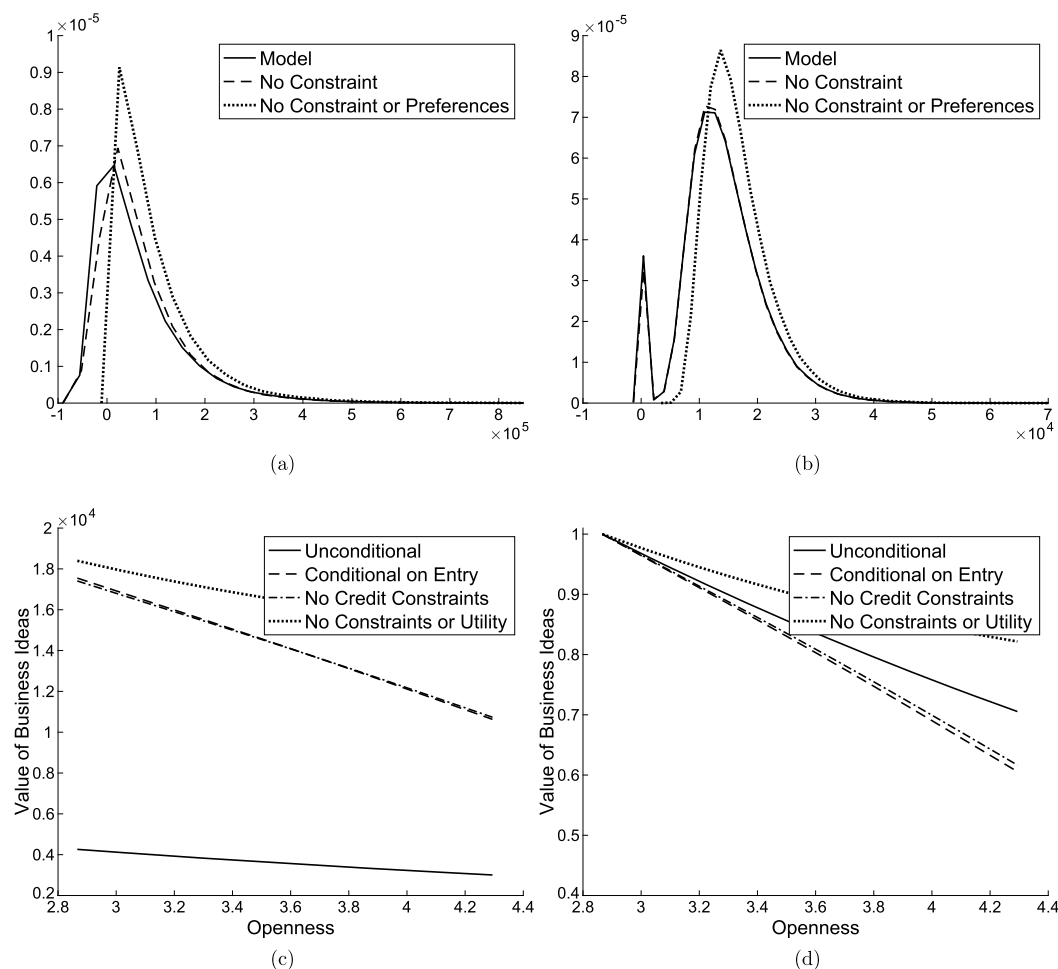 ×10^-5
1
0.9
0.8
0.7
0.6
0.5
0.4
0.3
0.2
0.1
0
-1 0 1 2 3 4 5 6 7 8
×10^5
Model
No Constraint
No Constraint or Preferences
(a)
×10^-5
9
8
7
6
5
4
3
2
1
0
-1 0 1 2 3 4 5 6 7
×10^4
Model
No Constraint
No Constraint or Preferences
(b)
×10^4
2
1.8
1.6
1.4
1.2
1
0.8
0.6
0.4
0.2
2.8 3 3.2 3.4 3.6 3.8 4 4.2 4.4
Value of Business Ideas
Openness
Unconditional
Conditional on Entry
No Credit Constraints
No Constraints or Utility
(c)
1
0.9
0.8
0.7
0.6
0.5
0.4
2.8 3 3.2 3.4 3.6 3.8 4 4.2 4.4
Value of Business Ideas
Openness
Unconditional
Conditional on Entry
No Credit Constraints
No Constraints or Utility
(d)